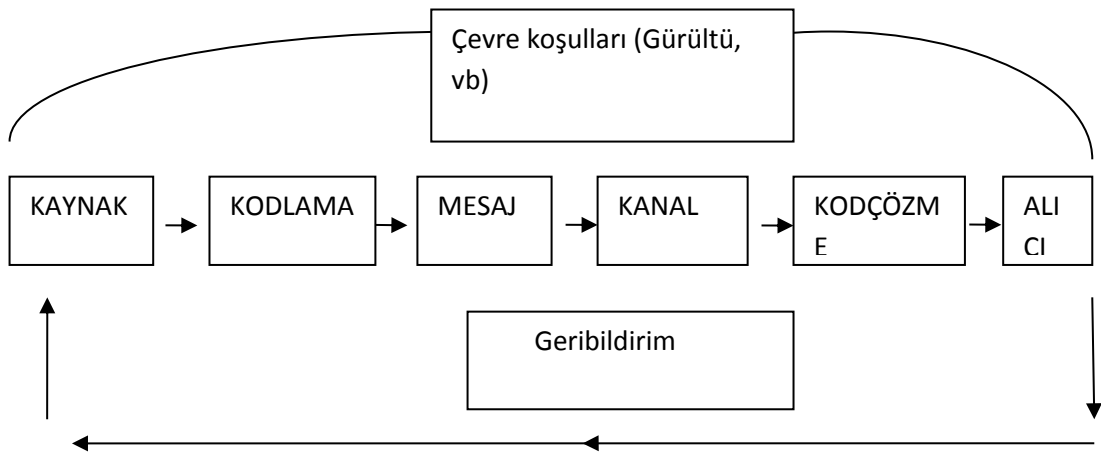 Çevre koşulları (Gürültü,
vb)
KAYNAK
KODLAMA
MESAJ
KANAL
KODÇÖZM
E
ALI
CI
Geribildirim